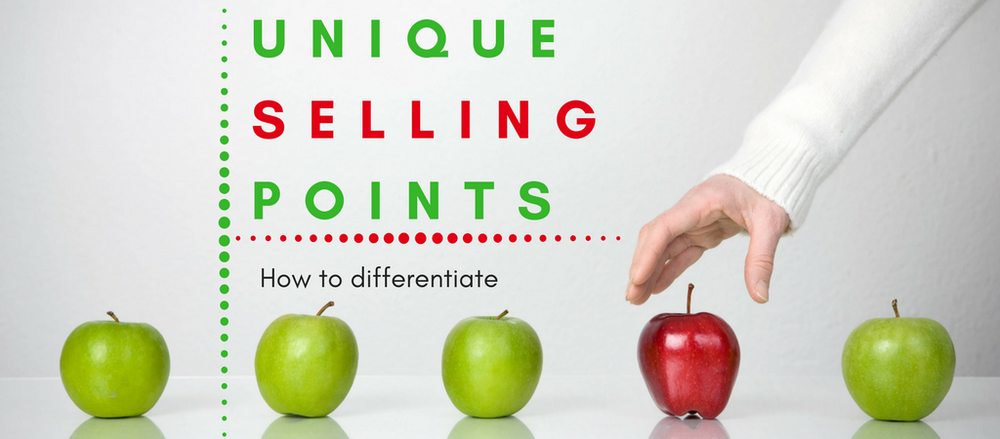 UNIQUE
SELLING
POINTS
How to differentiate